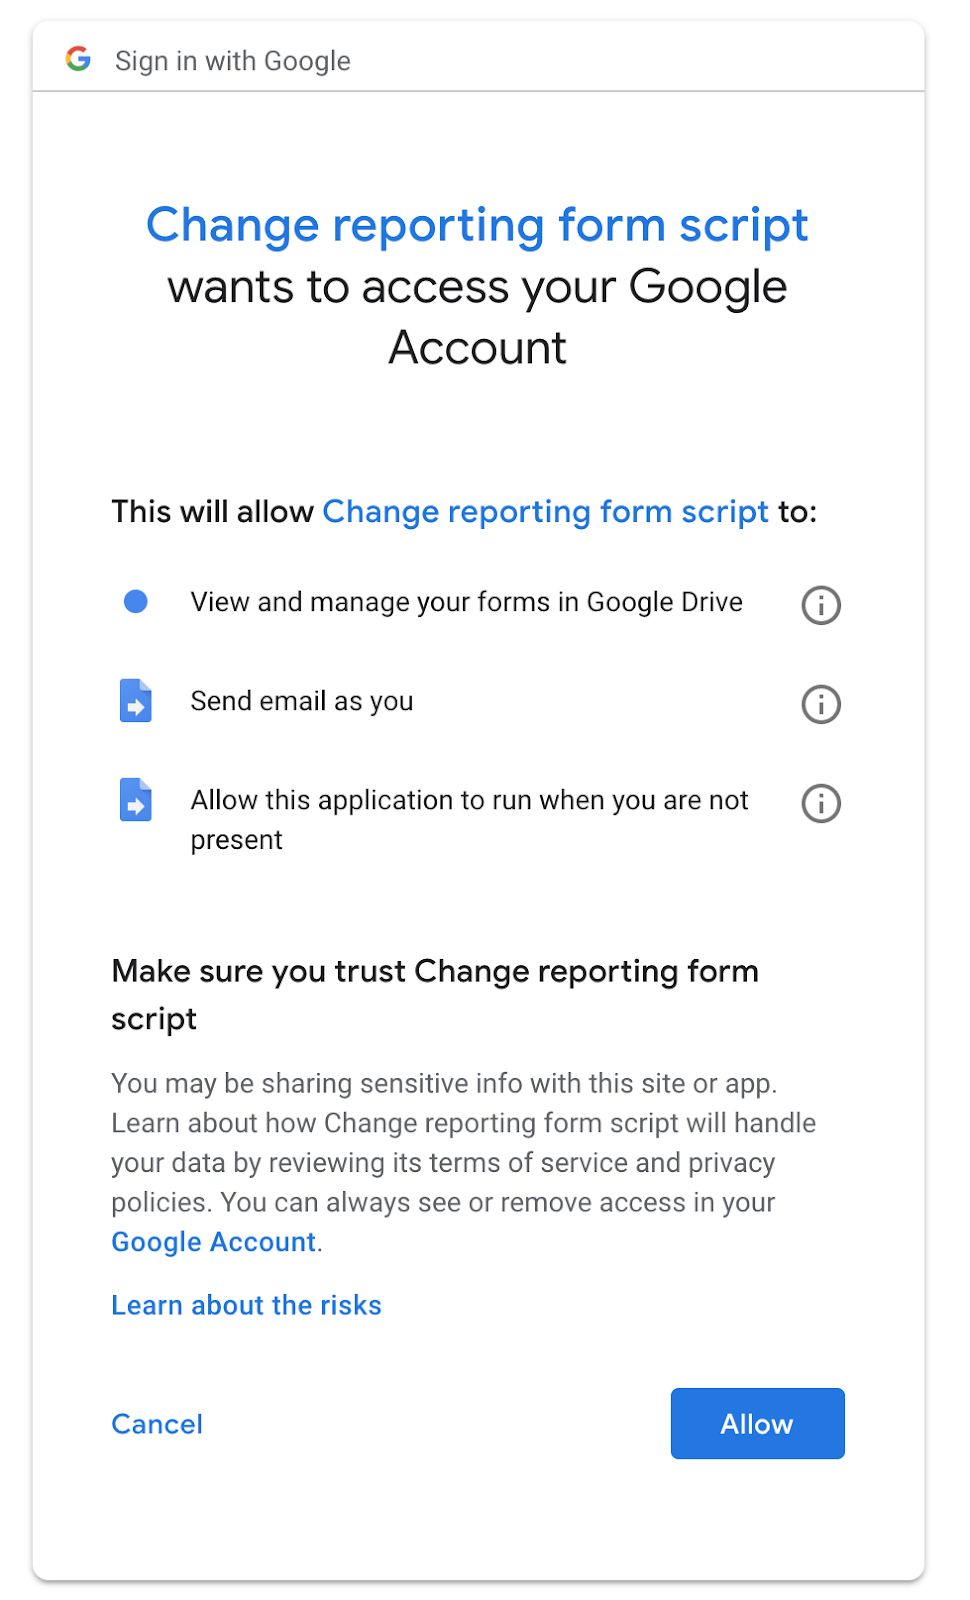 Sign in with Google
Change reporting form script
wants to access your Google
Account
This will allow Change reporting form script to:
View and manage your forms in Google Drive
Send email as you
Allow this application to run when you are not
present
Make sure you trust Change reporting form
script
You may be sharing sensitive info with this site or app.
Learn about how Change reporting form script will handle
your data by reviewing its terms of service and privacy
policies. You can always see or remove access in your
Google Account.
Learn about the risks
Cancel
Allow